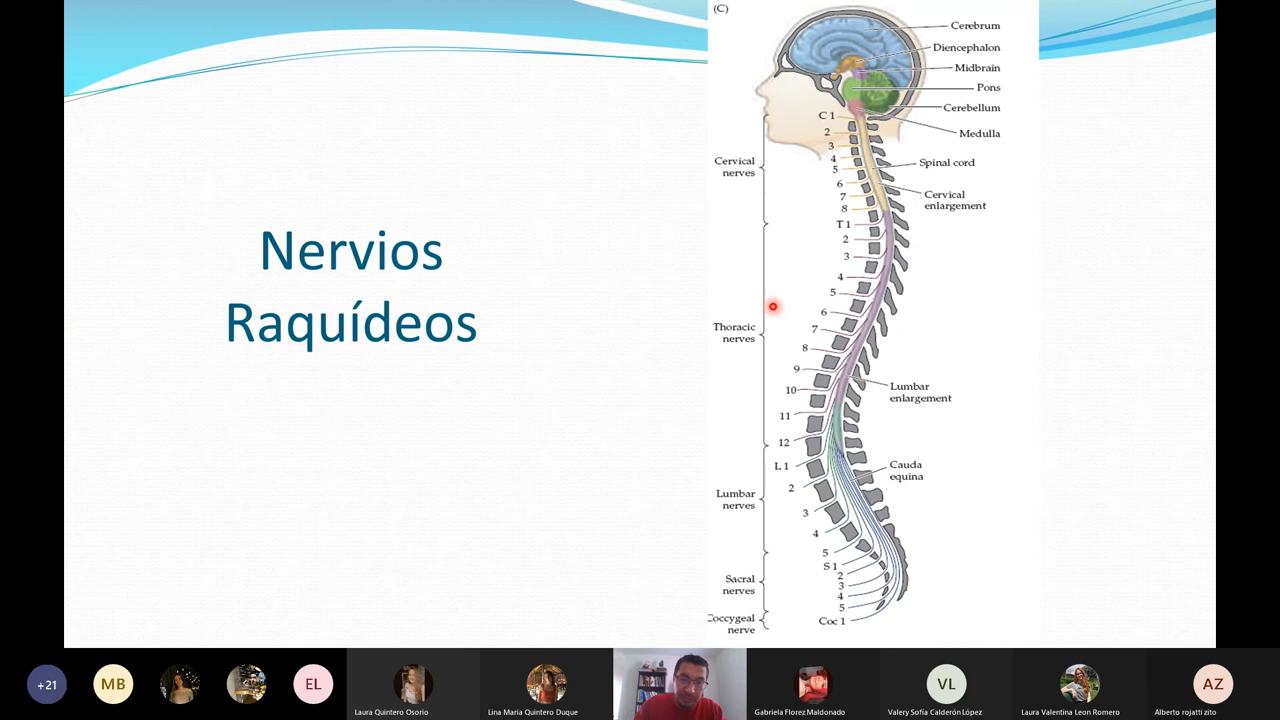 Nervios
Raquídeos
(C)
Cerebrum
Diencephalon
Midbrain
Pons
Cerebellum
Medulla
Spinal cord
Cervical
enlargement
Lumbar
enlargement
Cauda
equina
Cervical
nerves
Thoracic
nerves
Lumbar
nerves
Sacral
nerves
Coccygeal
nerve
C 1
2
3
4
5
6
7
8
T 1
2
3
4
5
6
7
8
9
10
11
12
L 1
2
3
4
5
S 1
2
3
4
5
Coc 1
+21
MB
EL
Laura Quintero Osorio
Lina Maria Quintero Duque
Gabriela Florez Maldonado
VL
Valery Sofía Calderón López
Laura Valentina Leon Romero
AZ
Alberto rojatti zito